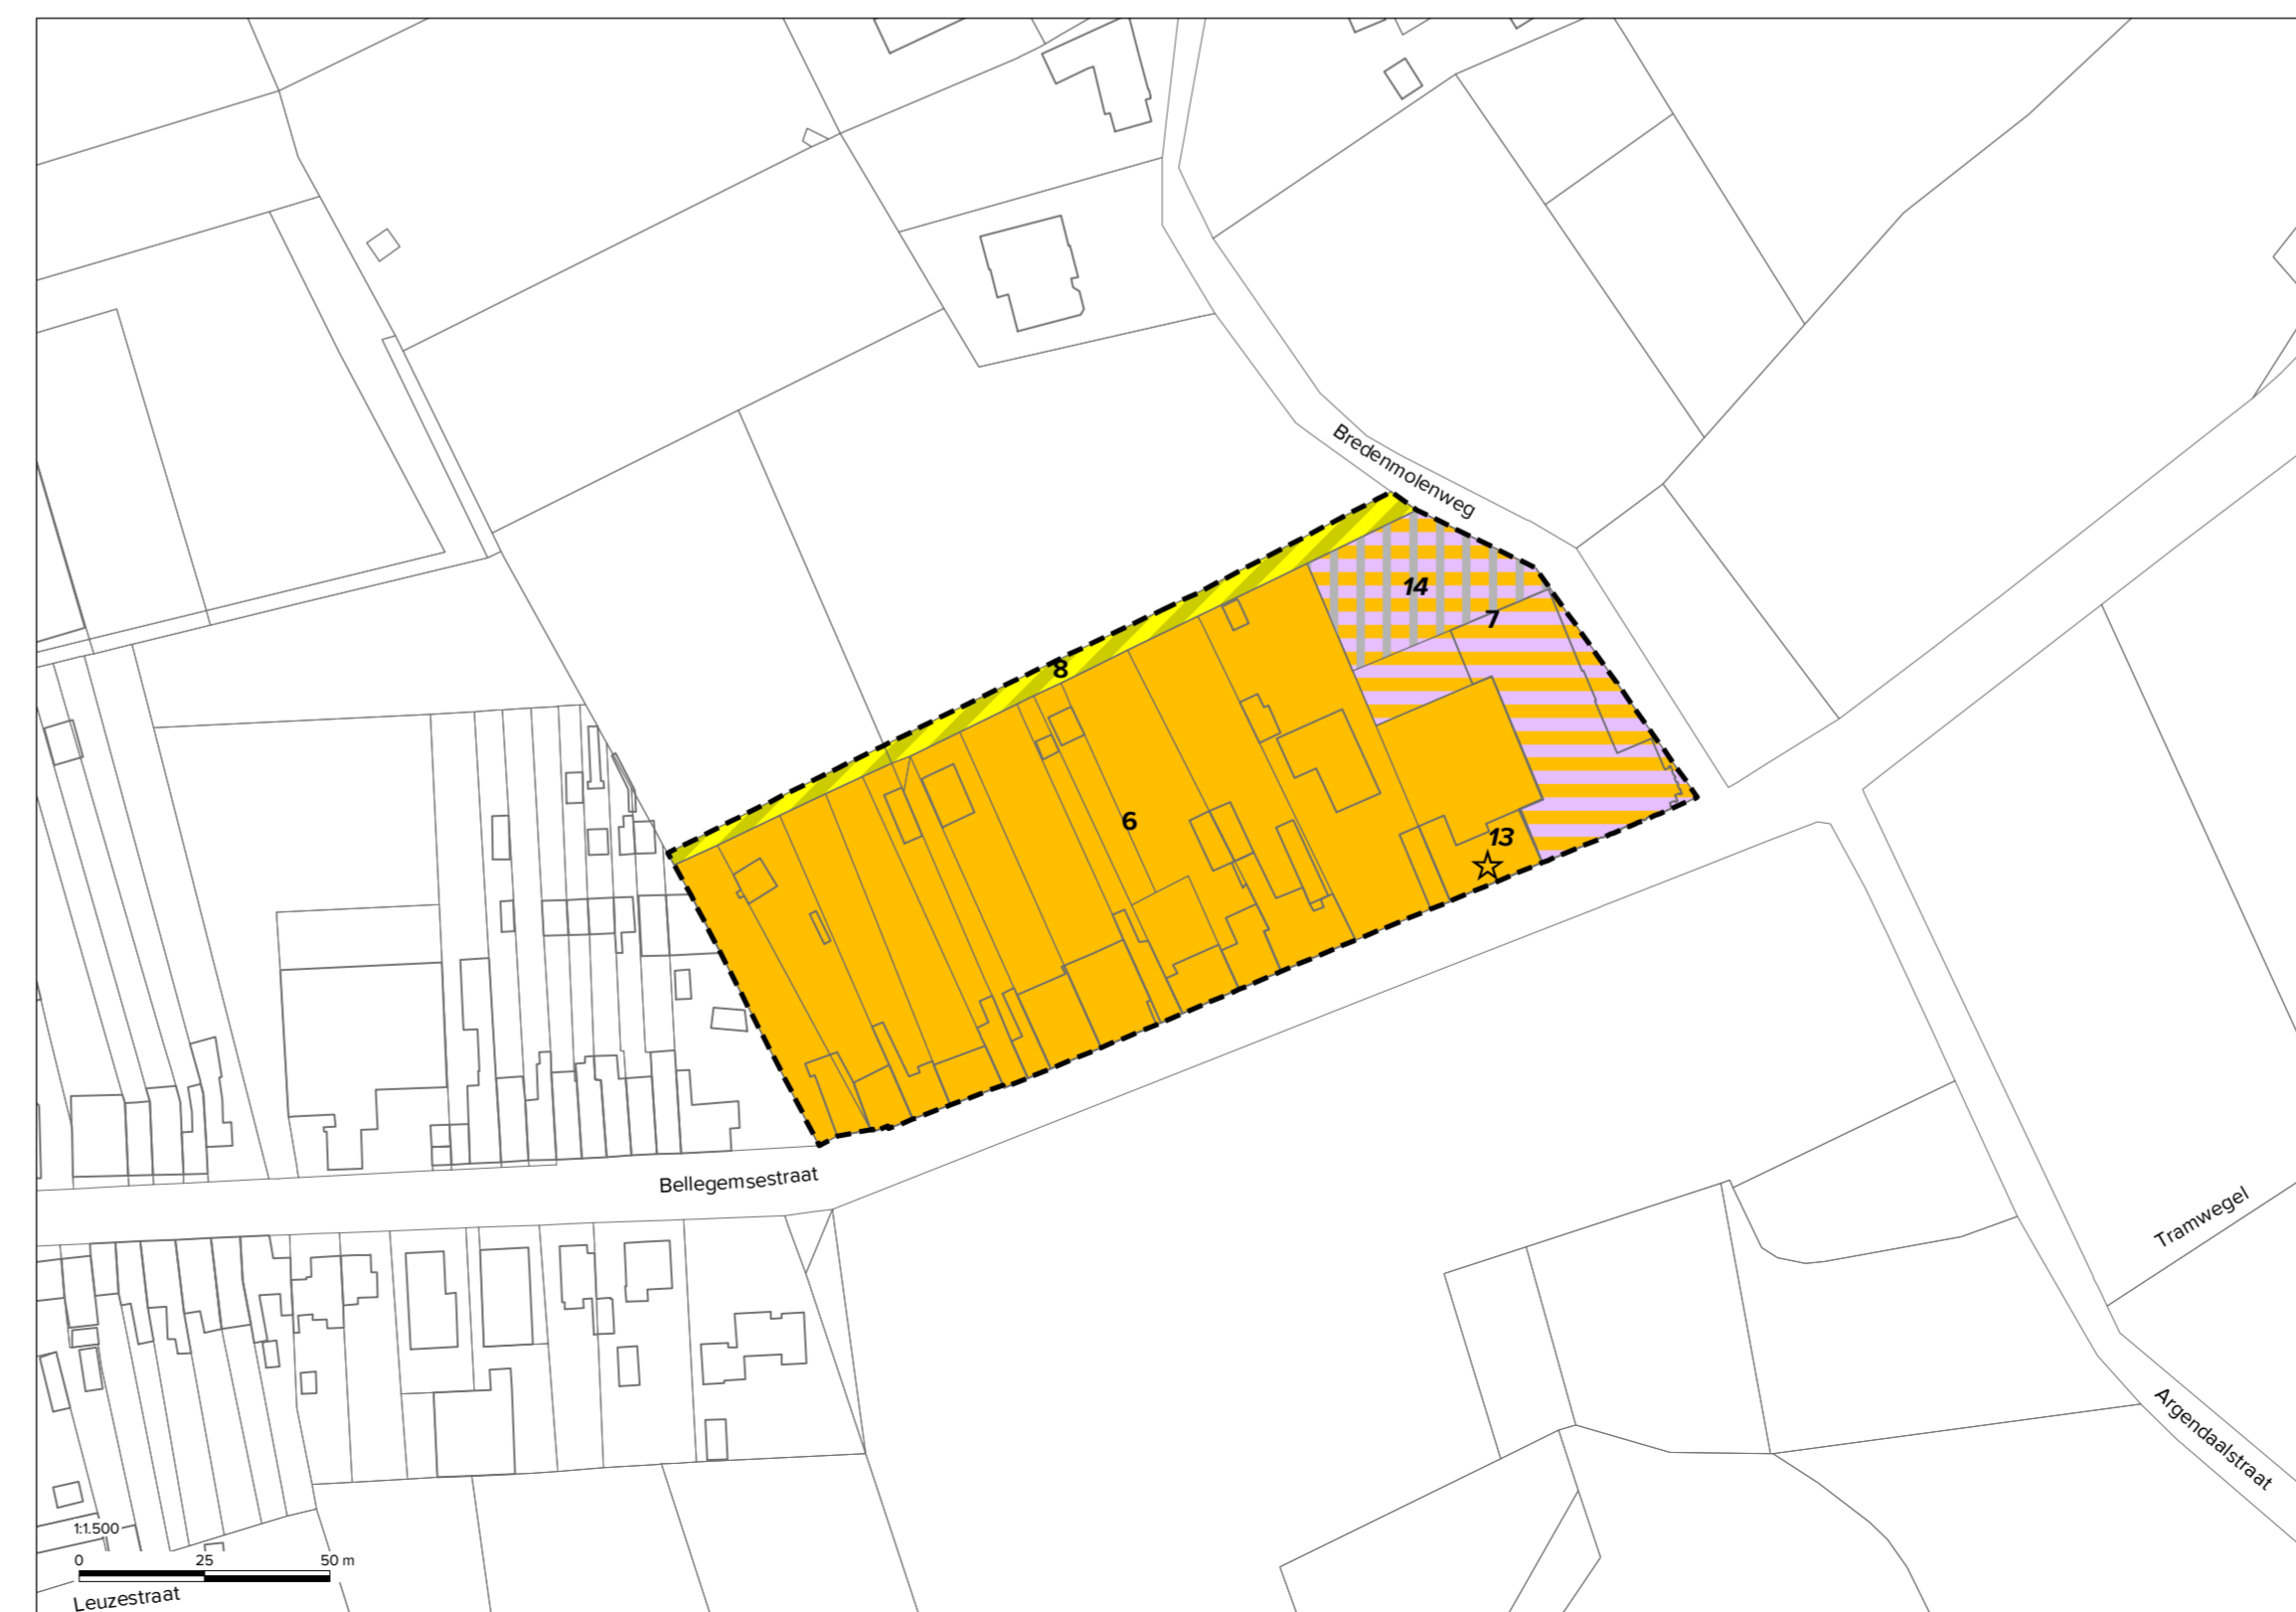 Bredenmolenweg
14
7
8
6
13
Bellegemsestraat
Tramwegel
Argendaalstraat
1:1.500
0 25 50 m
Leuzestraat